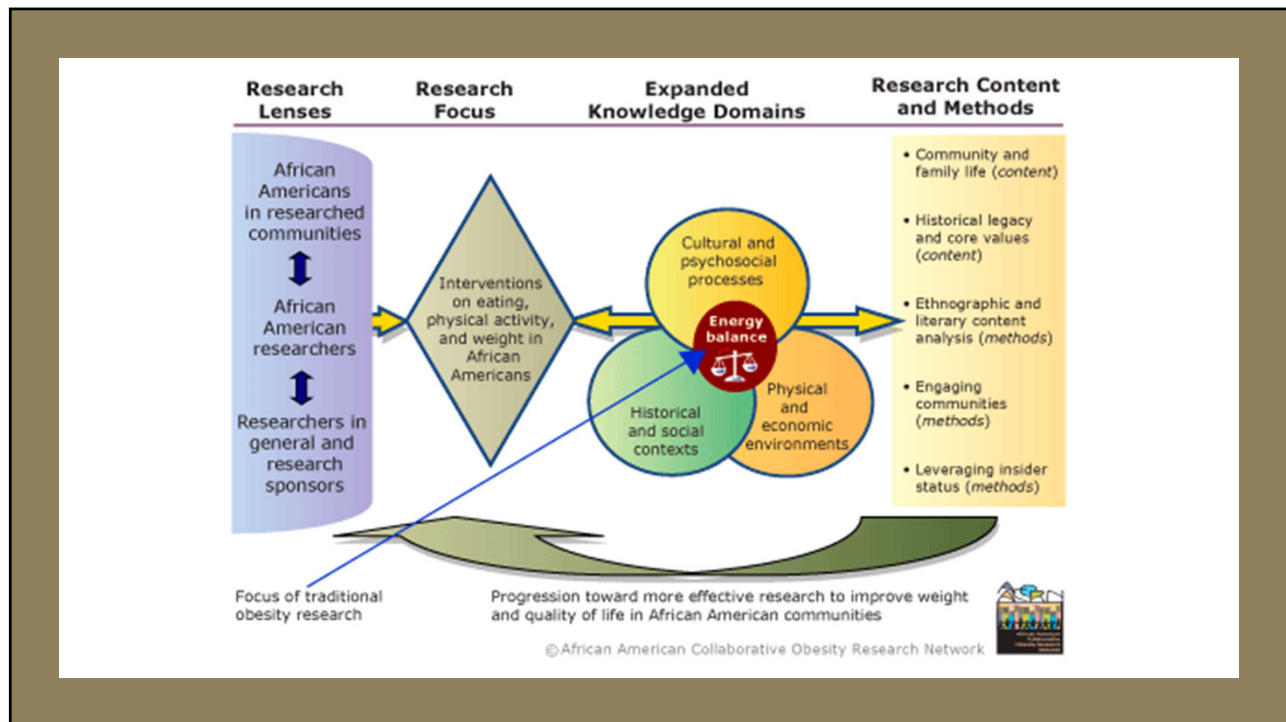 Research
Lenses
Research
Focus
Expanded
Knowledge Domains
Research Content
and Methods
African
Americans
in researched
communities
African
American
researchers
Researchers in
general and
research
sponsors
Interventions
on eating,
physical activity,
and weight in
African
Americans
Cultural and
psychosocial
processes
Energy
balance
Historical
and social
contexts
Physical
and
economic
environments
• Community and
family life (content)
• Historical legacy
and core values
(content)
• Ethnographic and
literary content
analysis (methods)
• Engaging
communities
(methods)
• Leveraging insider
status (methods)
Focus of traditional
obesity research
Progression toward more effective research to improve weight
and quality of life in African American communities
© African American Collaborative Obesity Research Network